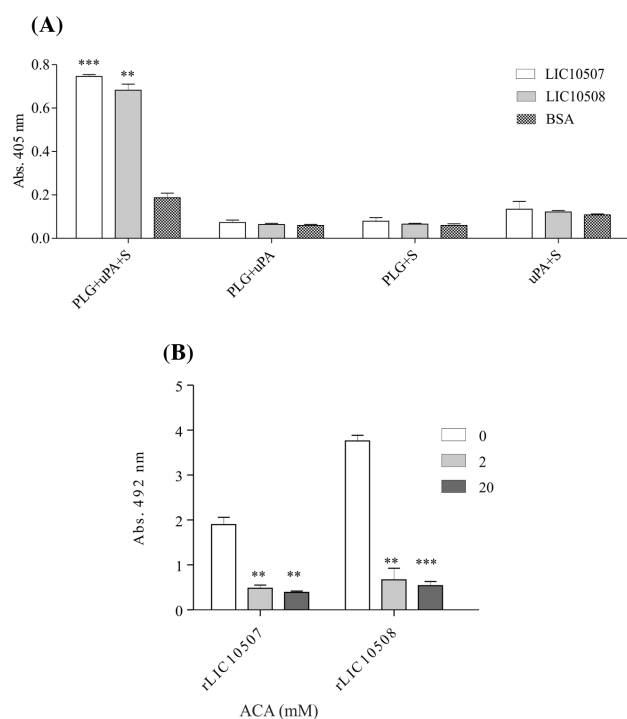 (A)
*** **
0.8
0.6
0.4
0.2
0.0
Abs. 405 nm
LIC10507
LIC10508
BSA
PLG+uPA+S
PLG+uPA
PLG+S
uPA+S
(B)
5
4
3
2
1
0
Abs. 492 nm
0
2
20
** **
** ***
rLIC10507
rLIC10508
ACA (mM)